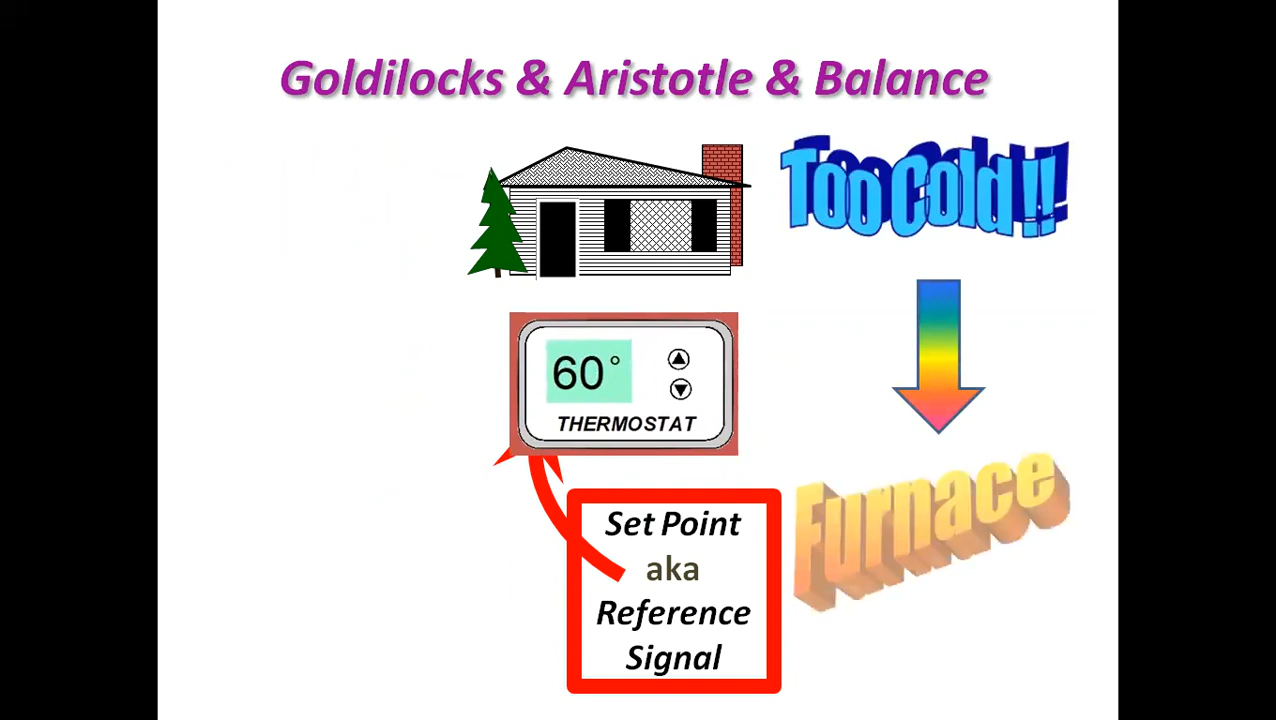 Goldilocks & Aristotle & Balance
Too Cold !!
60°
THERMOSTAT
Set Point
aka
Reference
Signal
Furnace